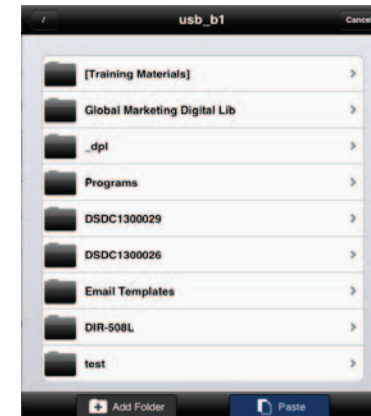 / usb_b1 Cancel
[Training Materials]
Global Marketing Digital Lib
_dpl
Programs
DSDC1300029
DSDC1300026
Email Templates
DIR-508L
test
Add Folder Paste